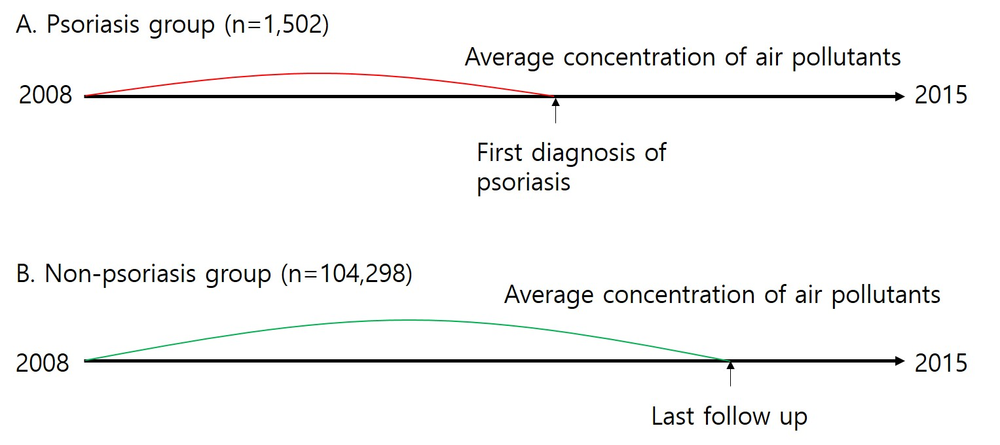 A. Psoriasis group (n=1,502)
Average concentration of air pollutants
2008
2015
First diagnosis of
psoriasis
B. Non-psoriasis group (n=104,298)
Average concentration of air pollutants
2008
2015
Last follow up